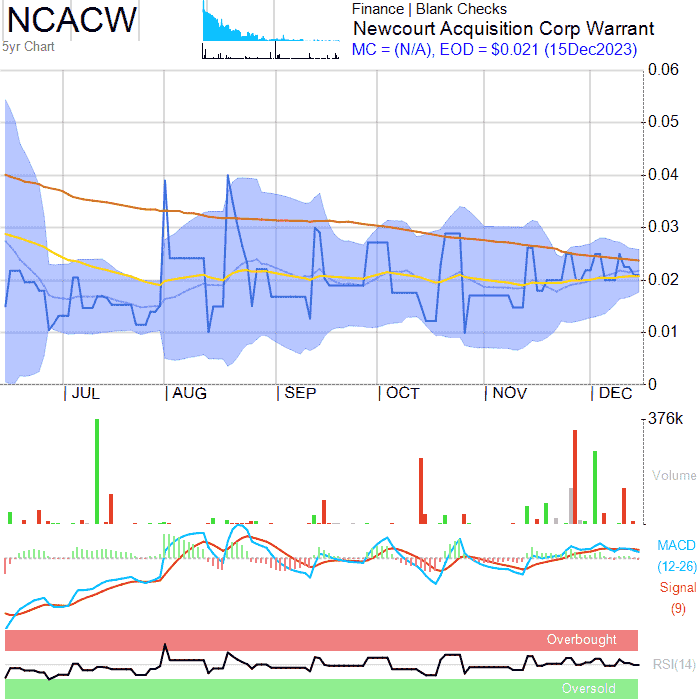 NCACW
5yr Chart
Finance | Blank Checks
Newcourt Acquisition Corp Warrant
MC = (N/A), EOD = $0.021 (15Dec2023)
0.06
0.05
0.04
0.03
0.02
0.01
0
JUL
AUG
SEP
OCT
NOV
DEC
376k
Volume
MACD
(12-26)
Signal
(9)
Overbought
RSI(14)
Oversold